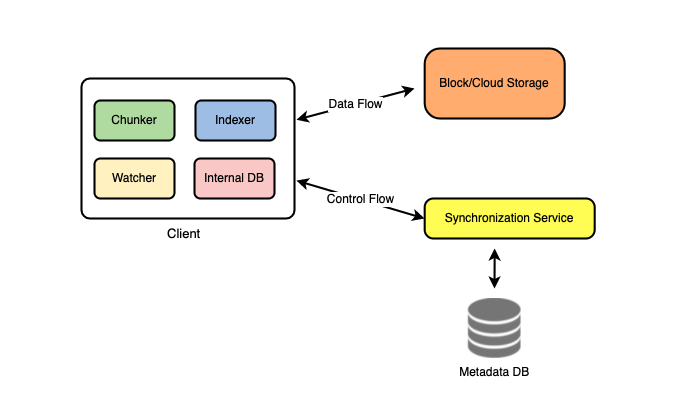 Block/Cloud Storage
Data Flow
Chunker
Indexer
Watcher
Internal DB
Control Flow
Synchronization Service
Client
Metadata DB